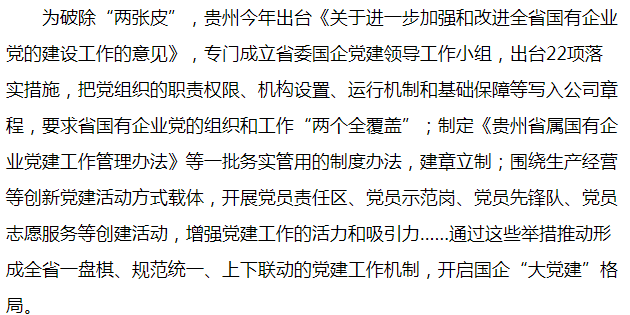 为破除“两张皮”，贵州今年出台《关于进一步加强和改进全省国有企业
党的建设工作的意见》，专门成立省委国企党建领导工作小组，出台22项落
实措施，把党组织的职责权限、机构设置、运行机制和基础保障等写入公司章
程，要求省国有企业党的组织和工作“两个全覆盖”；制定《贵州省属国有企
业党建工作管理办法》等一批务实管用的制度办法，建章立制；围绕生产经营
等创新党建活动方式载体，开展党员责任区、党员示范岗、党员先锋队、党员
志愿服务等创建活动，增强党建工作的活力和吸引力……通过这些举措推动形
成全省一盘棋、规范统一、上下联动的党建工作机制，开启国企“大党建”格
局。